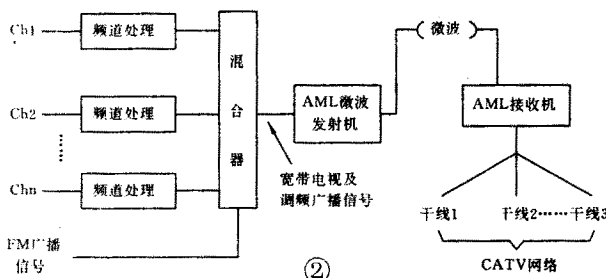 Ch1
频道处理
Ch2
频道处理
……
Chn
频道处理
FM广播
信号
混合器
宽带电视及
调频广播信号
AML微波
发射机
微波
AML接收机
干线1
干线2……干线3
CATV网络
②